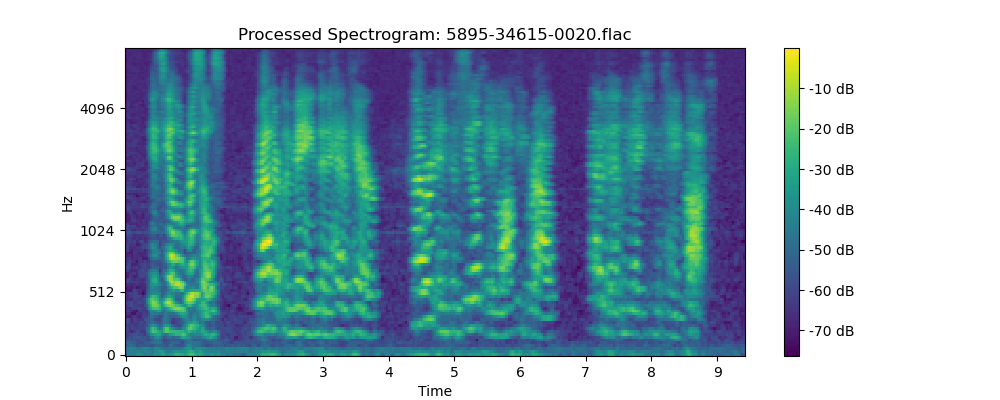 Processed Spectrogram: 5895-34615-0020.flac
Hz
4096
2048
1024
512
0
0 1 2 3 4 5 6 7 8 9
Time
-10 dB
-20 dB
-30 dB
-40 dB
-50 dB
-60 dB
-70 dB